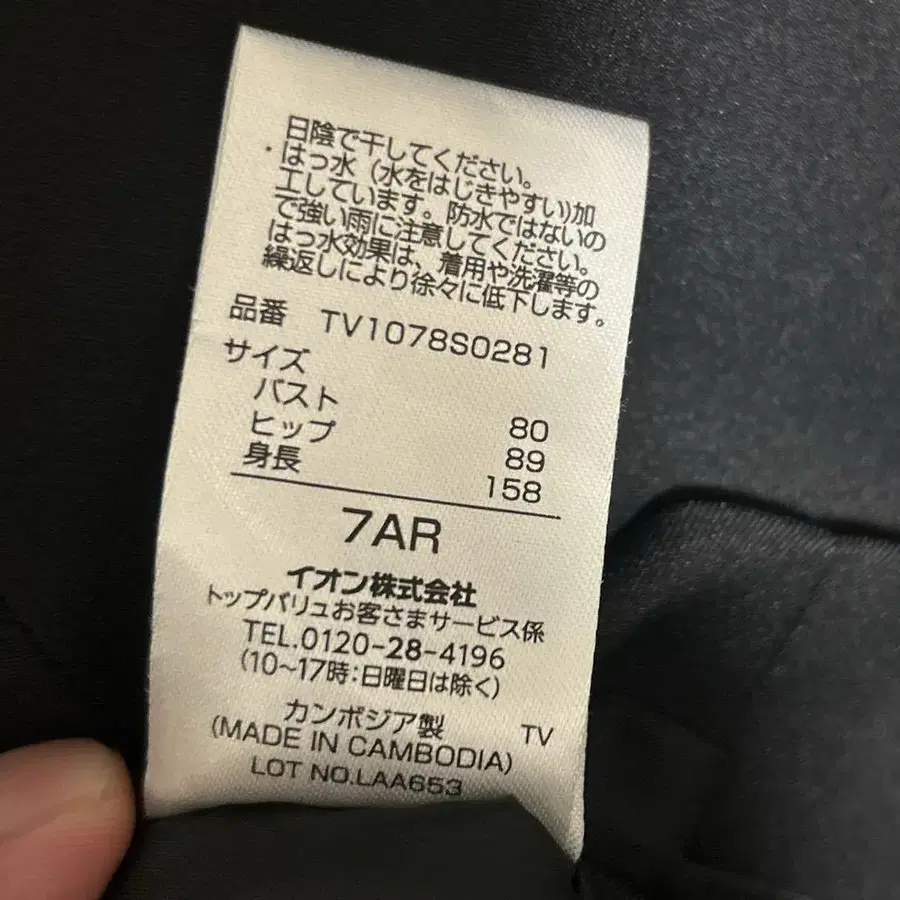 日陰で干してください。
・はっ水（水をはじきやすい)加
工しています。防水ではないの
で強い雨に注意してください。
はっ水効果は、着用や洗濯等の
繰返しにより徐々に低下します。
品番 TV1078S0281
サイズ
バスト 80
ヒップ 89
身長 158
7AR
イオン株式会社
トップバリュお客さまサービス係
TEL.0120-28-4196
(10～17時:日曜日は除く)
カンボジア製 TV
(MADE IN CAMBODIA)
LOT NO.LAA653